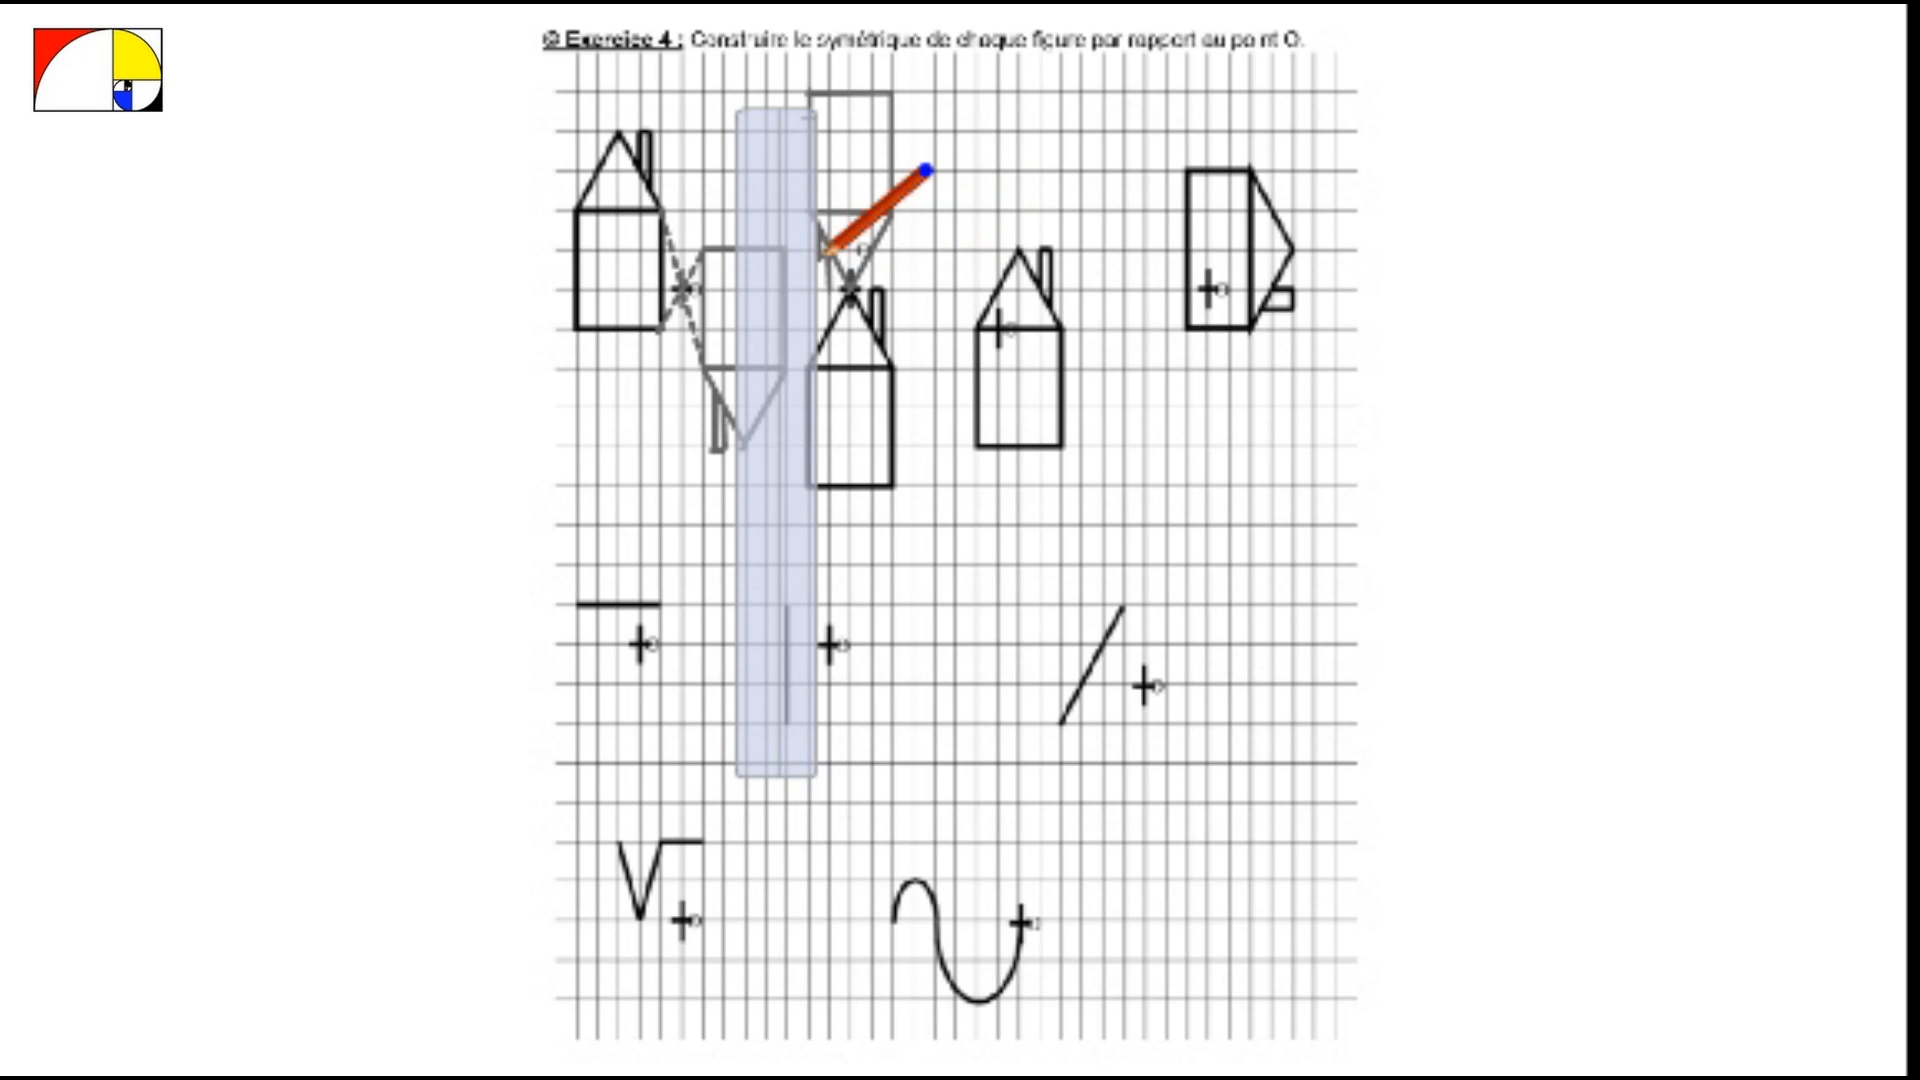 Exercice 4 : Construire le symétrique de chaque figure par rapport au point O.
O
O
O
O
O
O
O
O